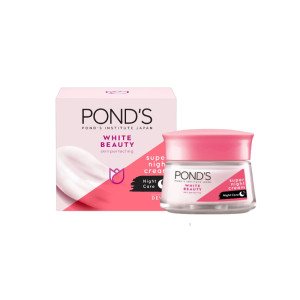 POND'S
POND'S INSTITUTE JAPAN
WHITE
BEAUTY
super
night
cream
Night
Care
POND'S
WHITE
BEAUTY
super
night
cream
Night Care